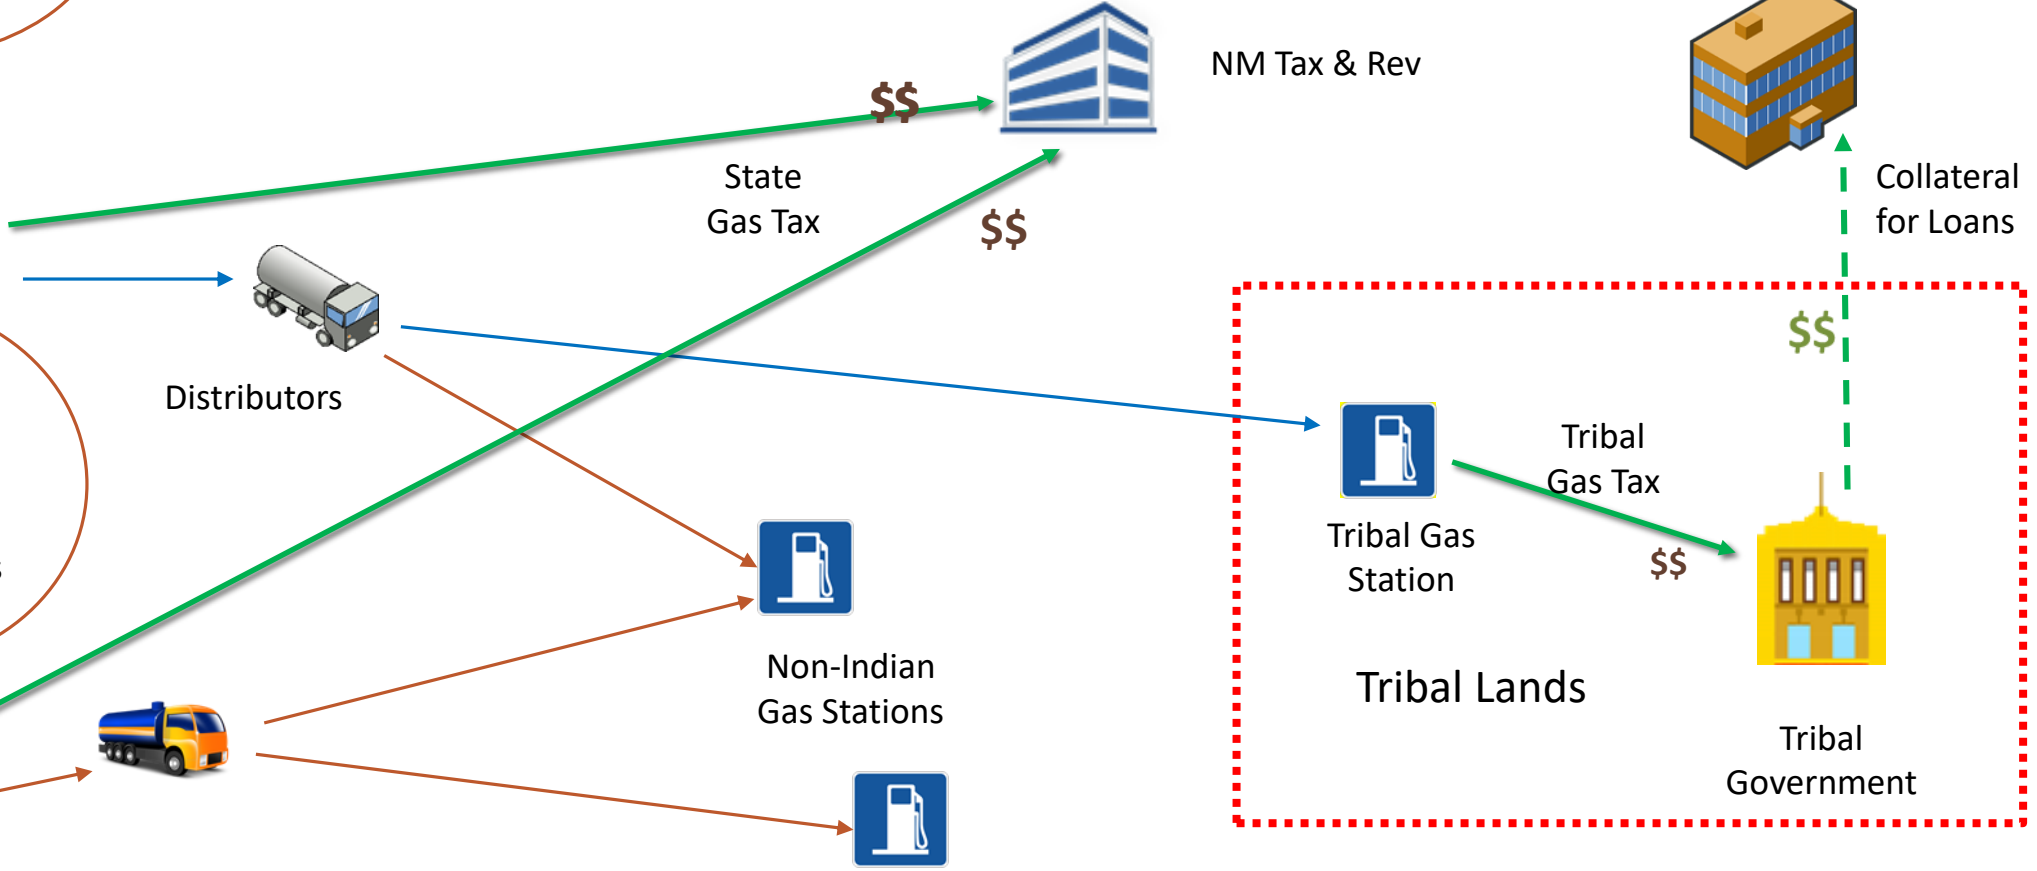 NM Tax & Rev
$$
State
Gas Tax
$$
Collateral
for Loans
$$
Distributors
Tribal
Gas Tax
Tribal Gas
Station
$$
Non-Indian
Gas Stations
Tribal Lands
Tribal
Government